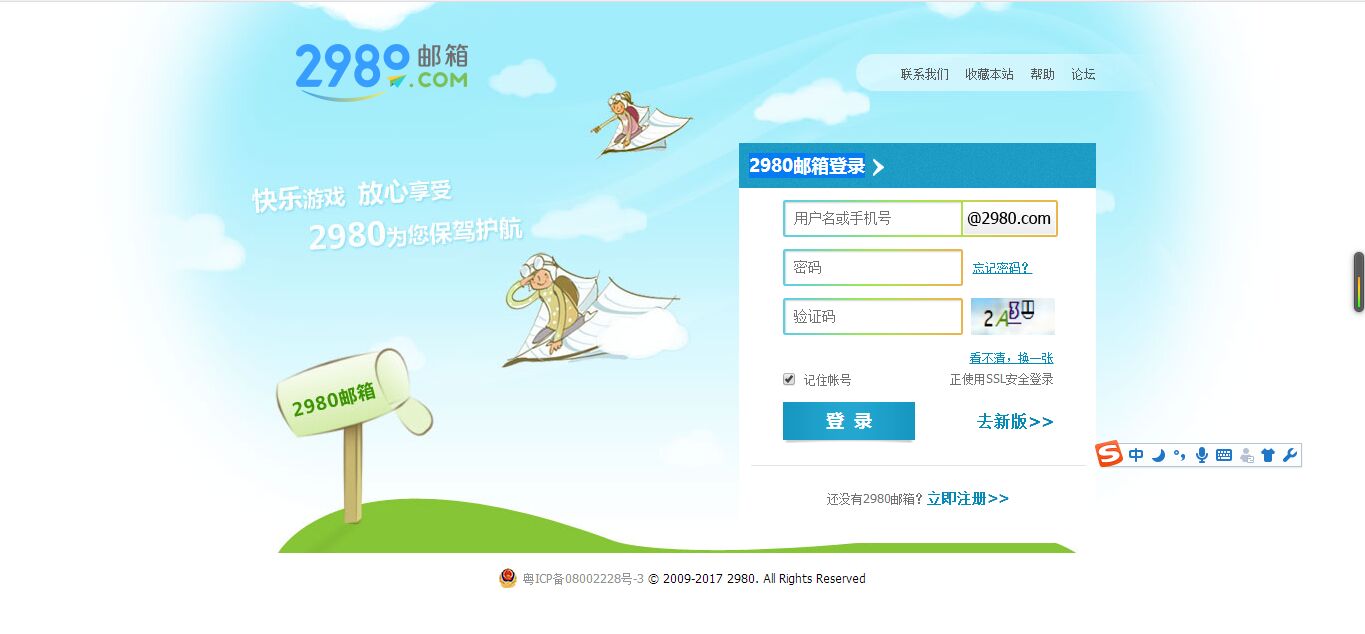 2980邮箱
.COM
联系我们 收藏本站 帮助 论坛
快乐游戏 放心享受
2980为您保驾护航
2980邮箱
2980邮箱登录
用户名或手机号 @2980.com
密码 忘记密码？
验证码
看不清，换一张
记住帐号 正使用SSL安全登录
登 录 去新版>>
还没有2980邮箱？立即注册>>
中
粤ICP备08002228号-3 © 2009-2017 2980. All Rights Reserved